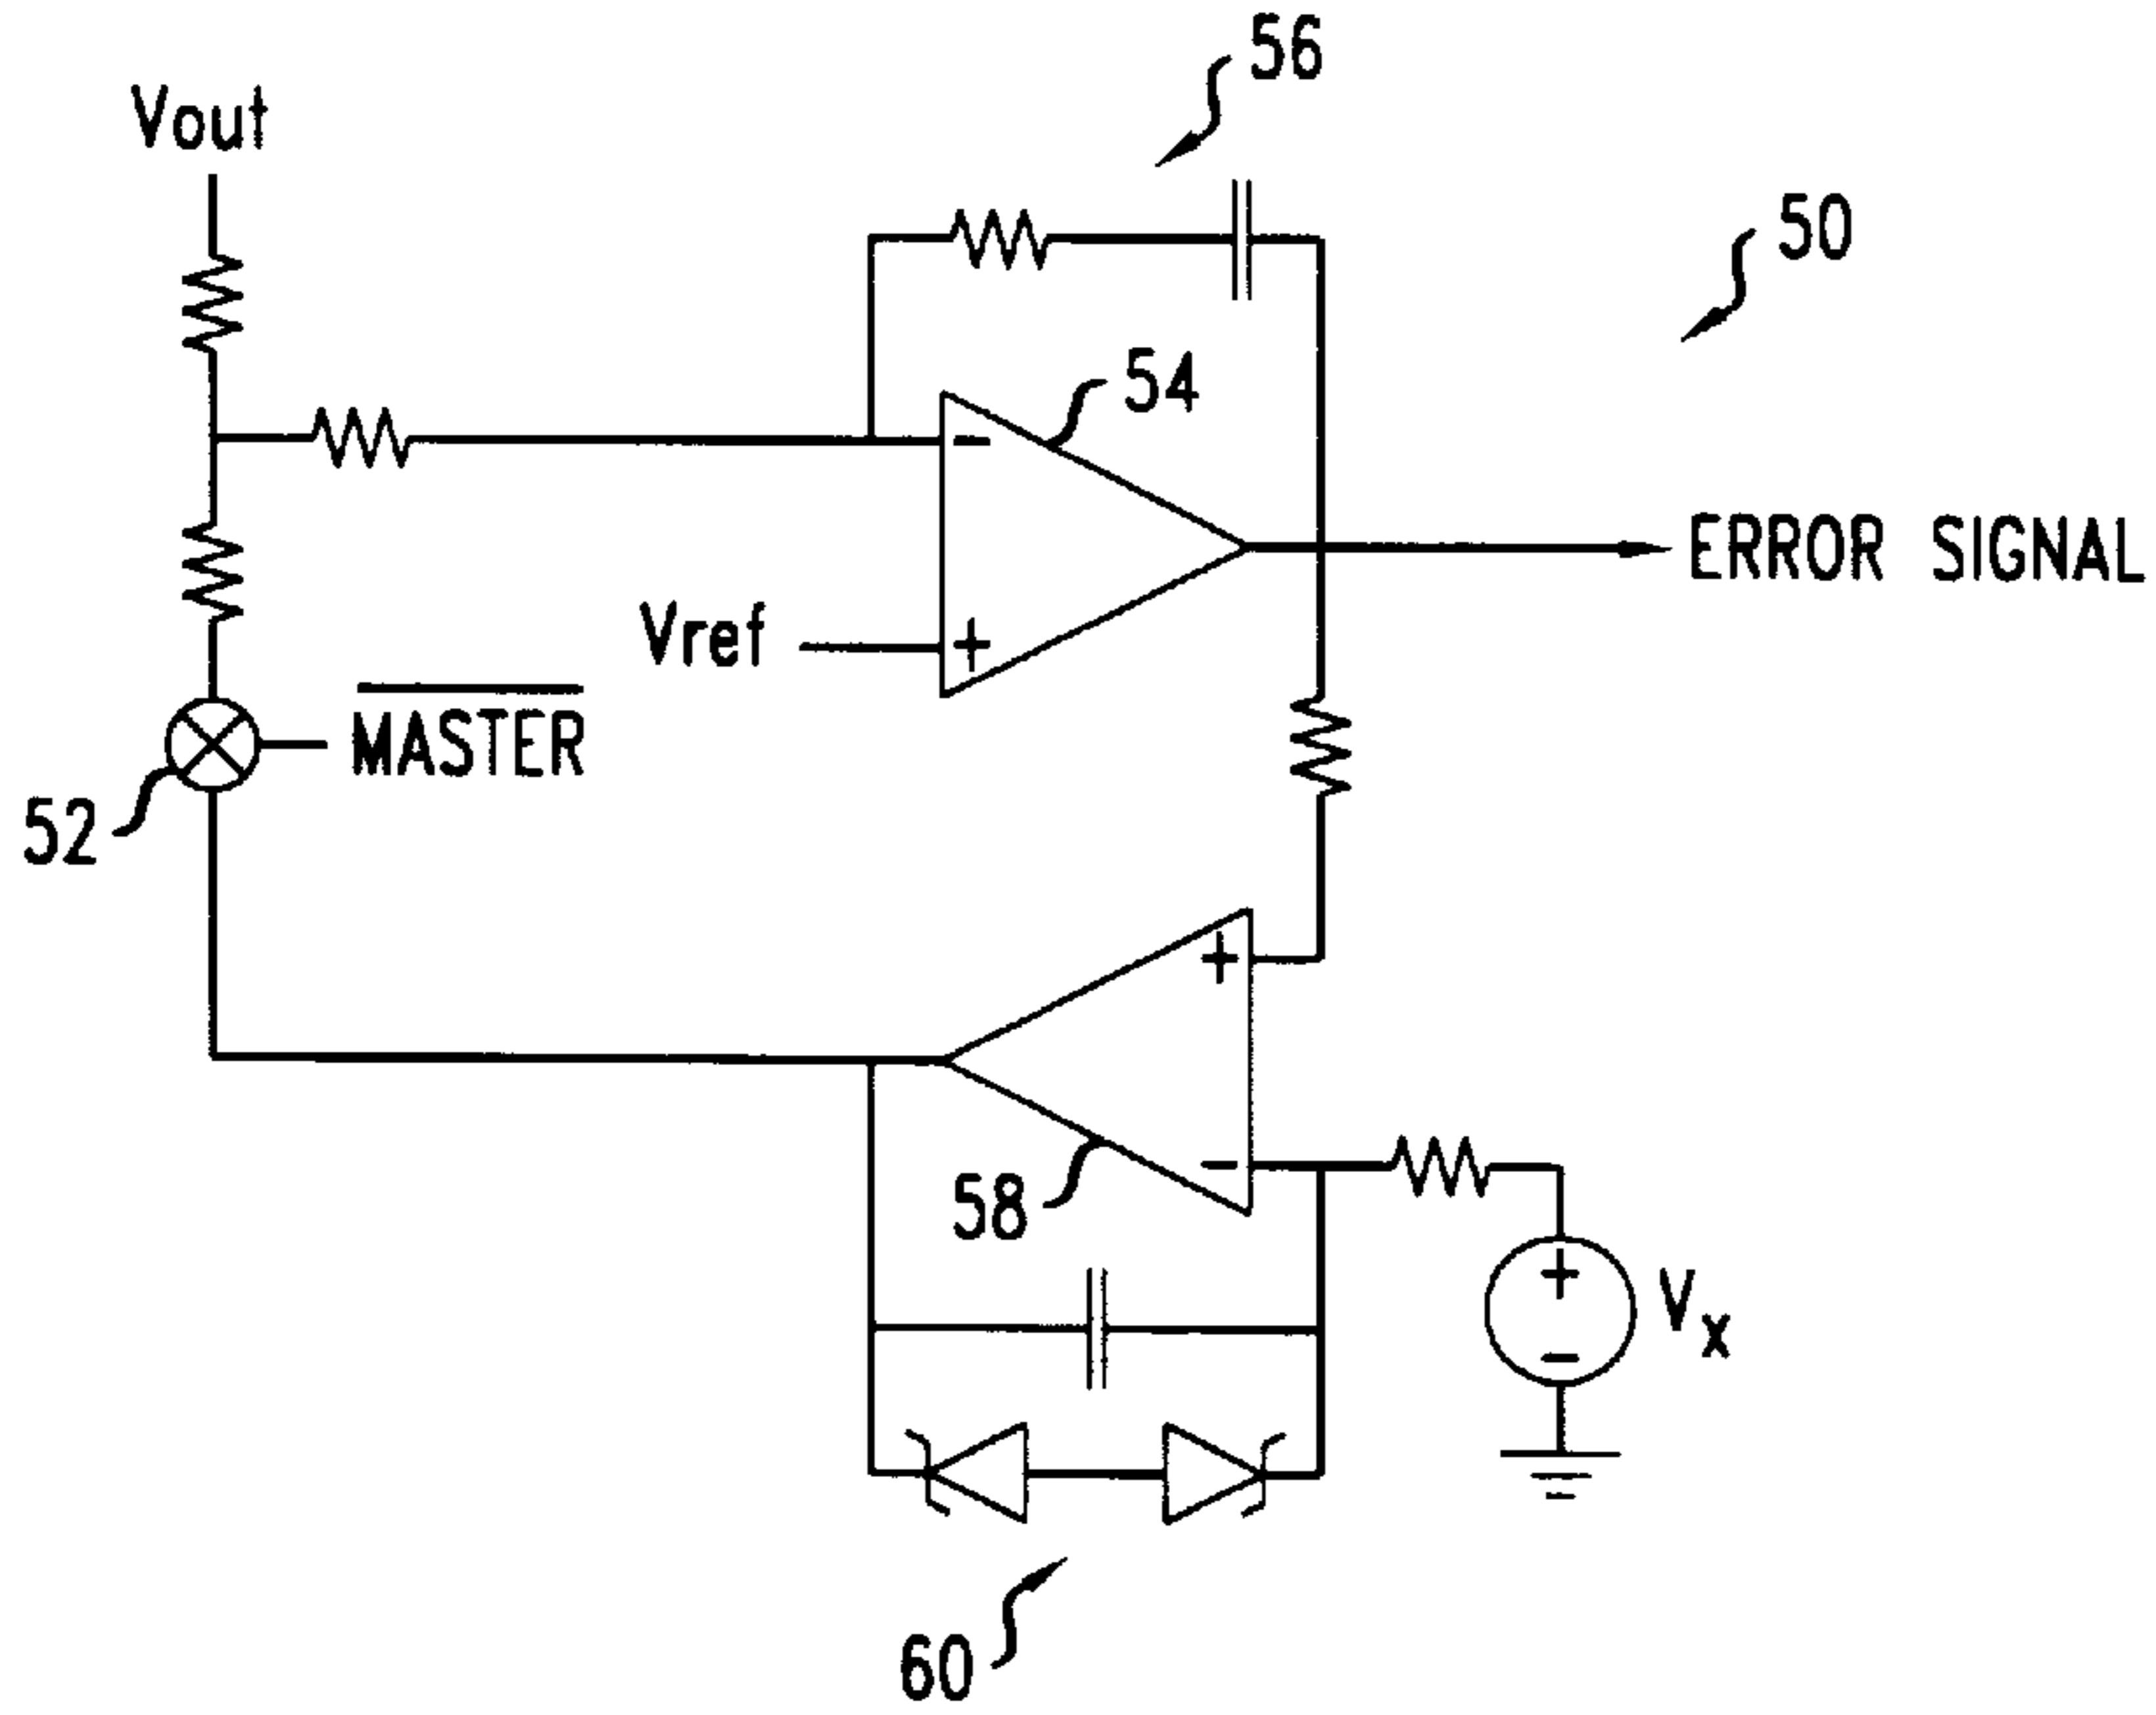 56
Vout
50
54
ERROR SIGNAL
Vref
+
-
MASTER
52
+
-
58
+
-
Vx
60